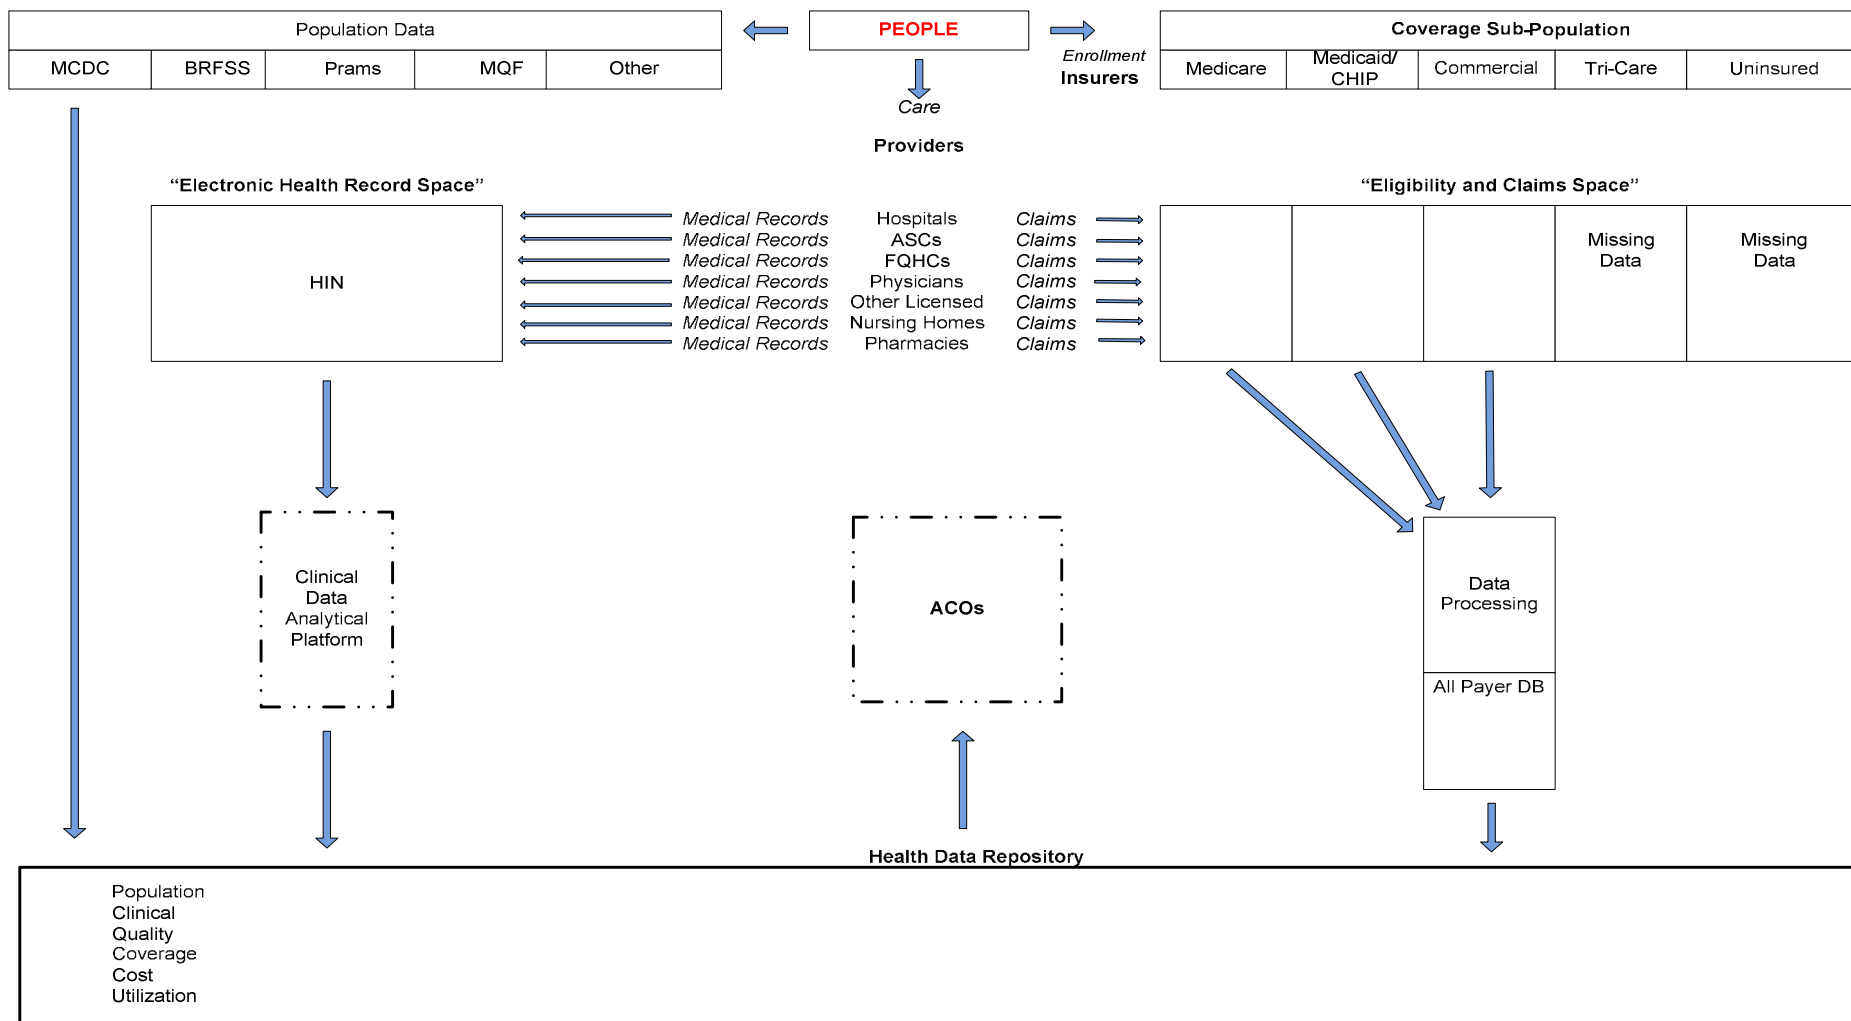 Population Data
PEOPLE
Coverage Sub-Population
MCDC
BRFSS
Prams
MQF
Other
Enrollment
Insurers
Medicare
Medicaid/
CHIP
Commercial
Tri-Care
Uninsured
Care
Providers
“Electronic Health Record Space”
“Eligibility and Claims Space”
HIN
Medical Records Hospitals Claims
Medical Records ASCs Claims
Medical Records FQHCs Claims
Medical Records Physicians Claims
Medical Records Other Licensed Claims
Medical Records Nursing Homes Claims
Medical Records Pharmacies Claims
Missing
Data
Missing
Data
Clinical
Data
Analytical
Platform
ACOs
Data
Processing
All Payer DB
Health Data Repository
Population
Clinical
Quality
Coverage
Cost
Utilization